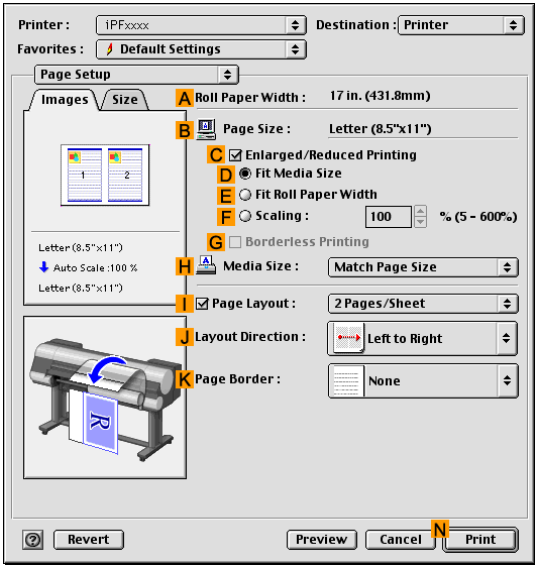 Printer : iPFxxxx Destination : Printer
Favorites : Default Settings
Page Setup
Images Size
A Roll Paper Width : 17 in. (431.8mm)
B Page Size : Letter (8.5"x11")
C Enlarged/Reduced Printing
D Fit Media Size
E Fit Roll Paper Width
F Scaling : 100 % (5 - 600%)
G Borderless Printing
H Media Size : Match Page Size
1 2
Letter (8.5"x11")
Auto Scale :100 %
Letter (8.5"x11")
I Page Layout : 2 Pages/Sheet
J Layout Direction : Left to Right
K Page Border : None
R
? Revert Preview Cancel N Print